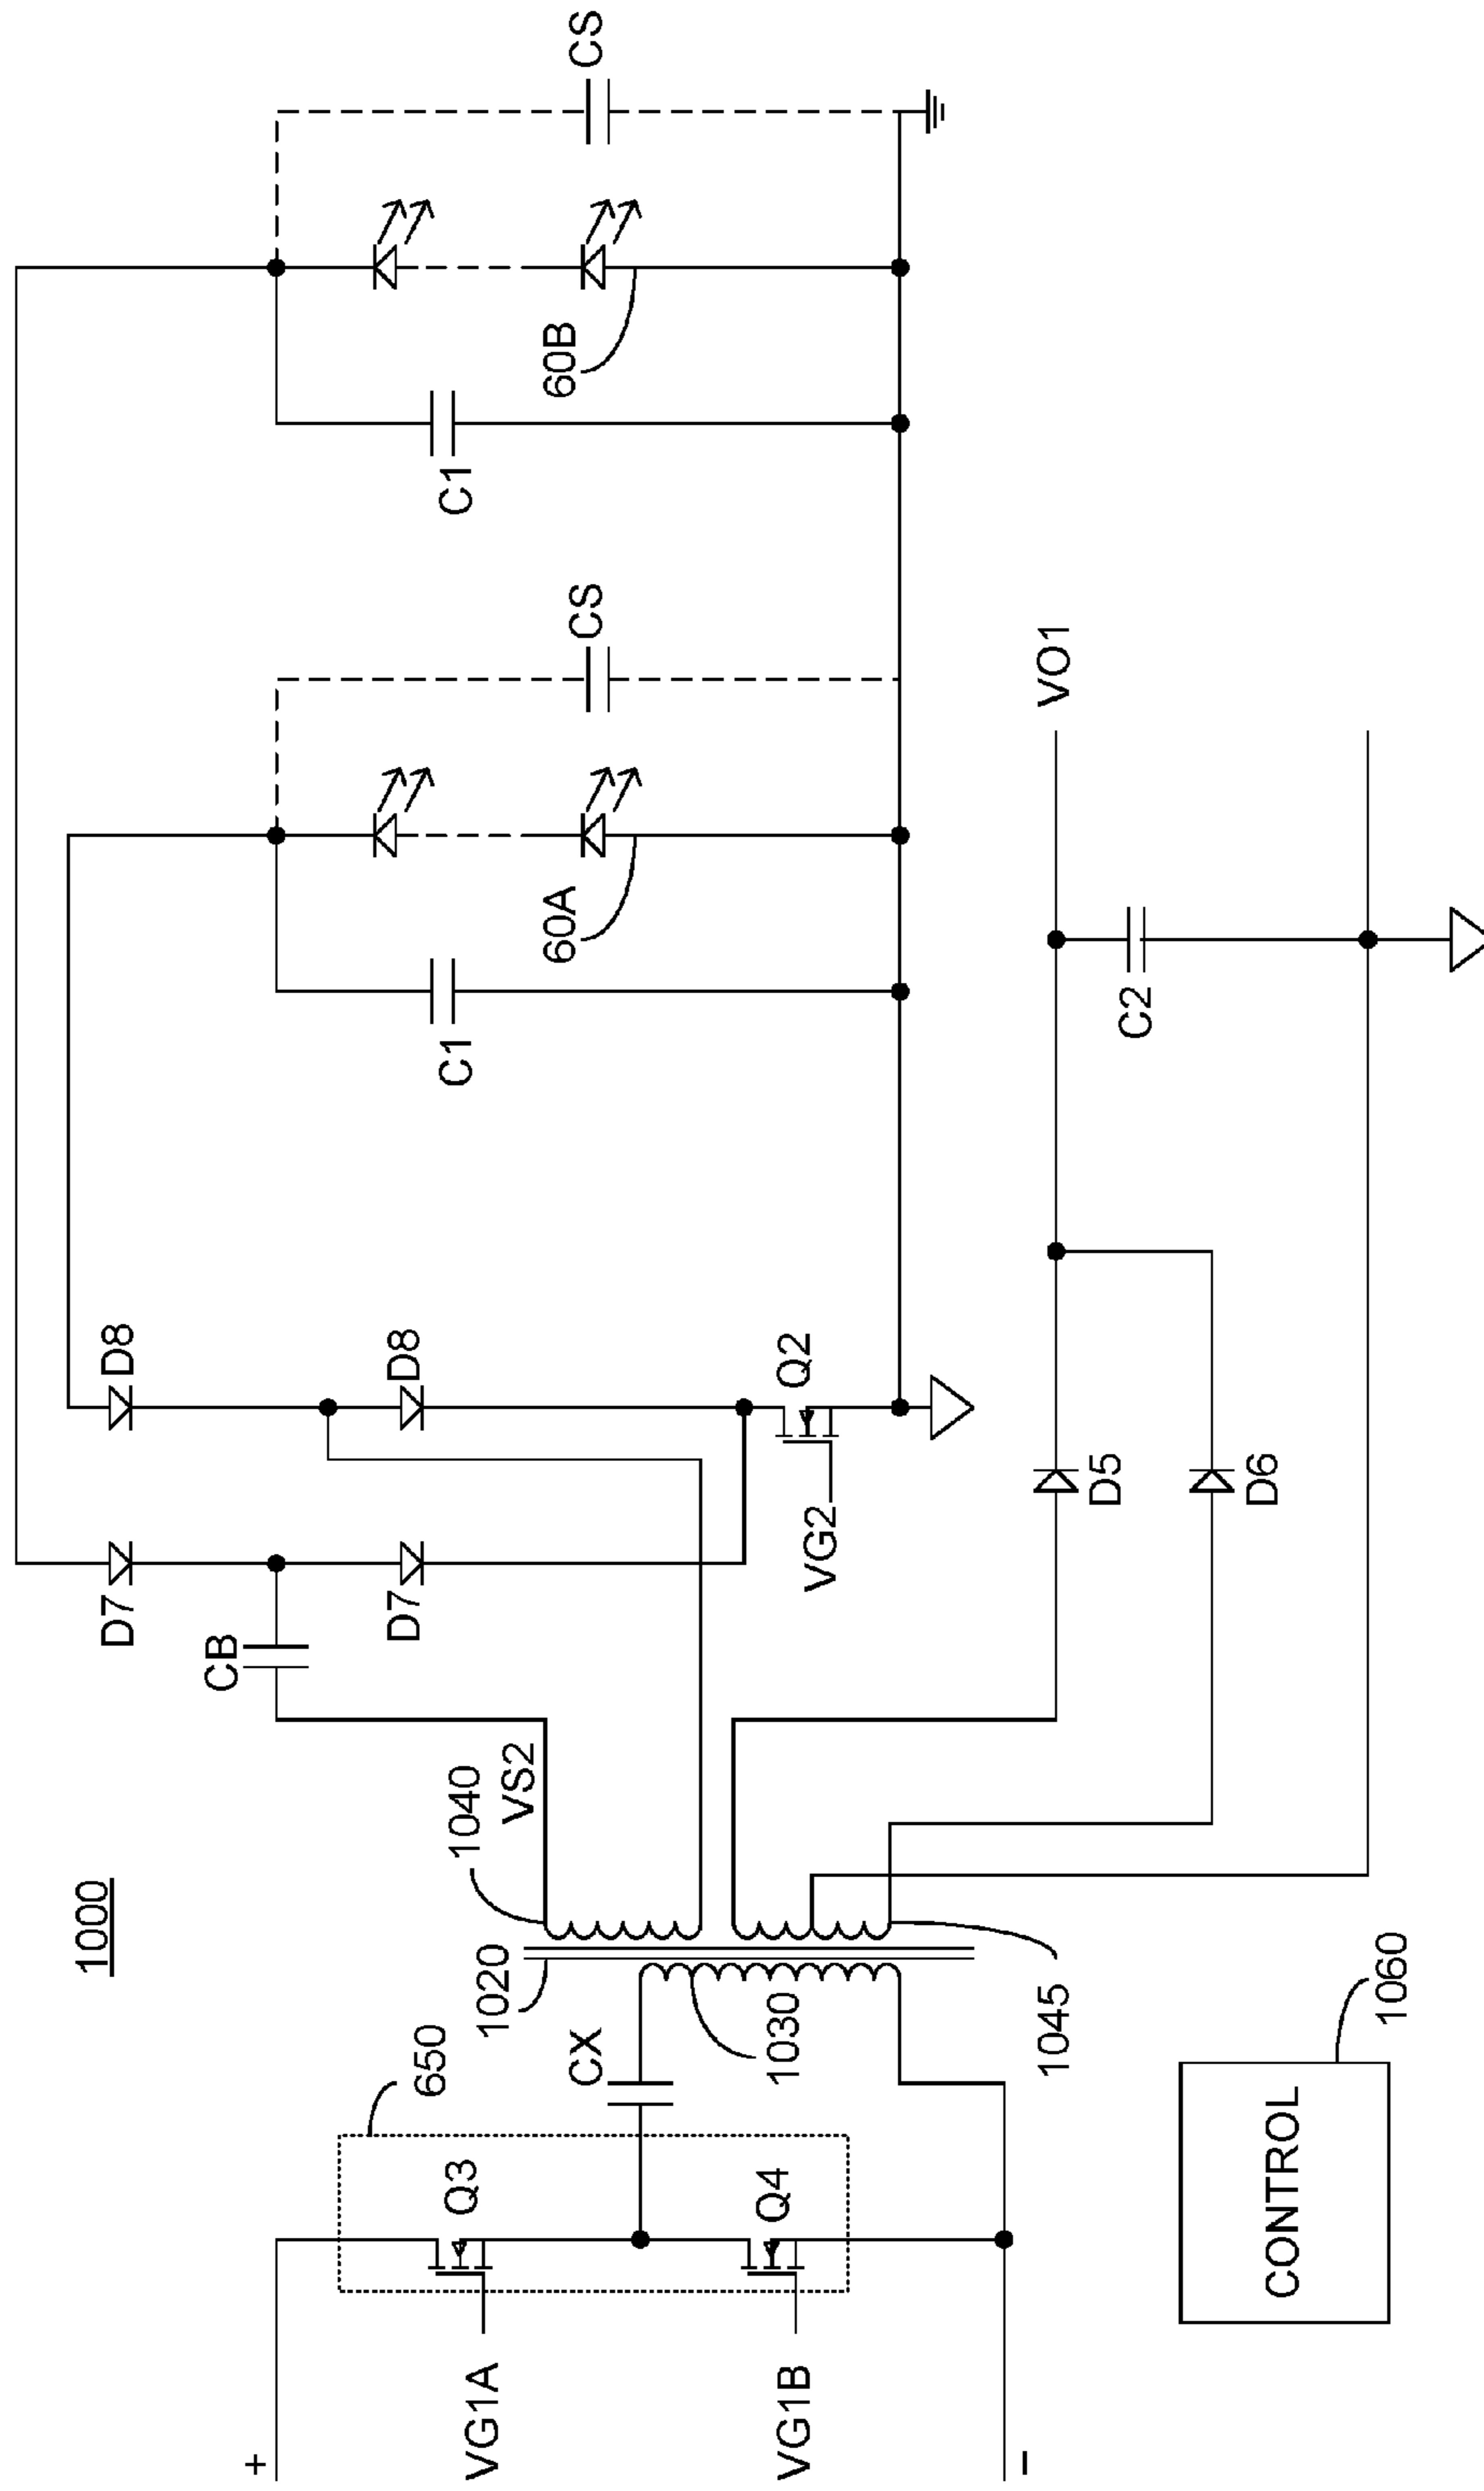 1000
+
VG1A
VG1B
−
650
Q3
Q4
CX
1020
1030
1040
VS2
1045
CONTROL
1060
CB
D7
D7
D8
D8
VG2
Q2
D5
D6
C1
60A
CS
C1
60B
CS
C2
VO1